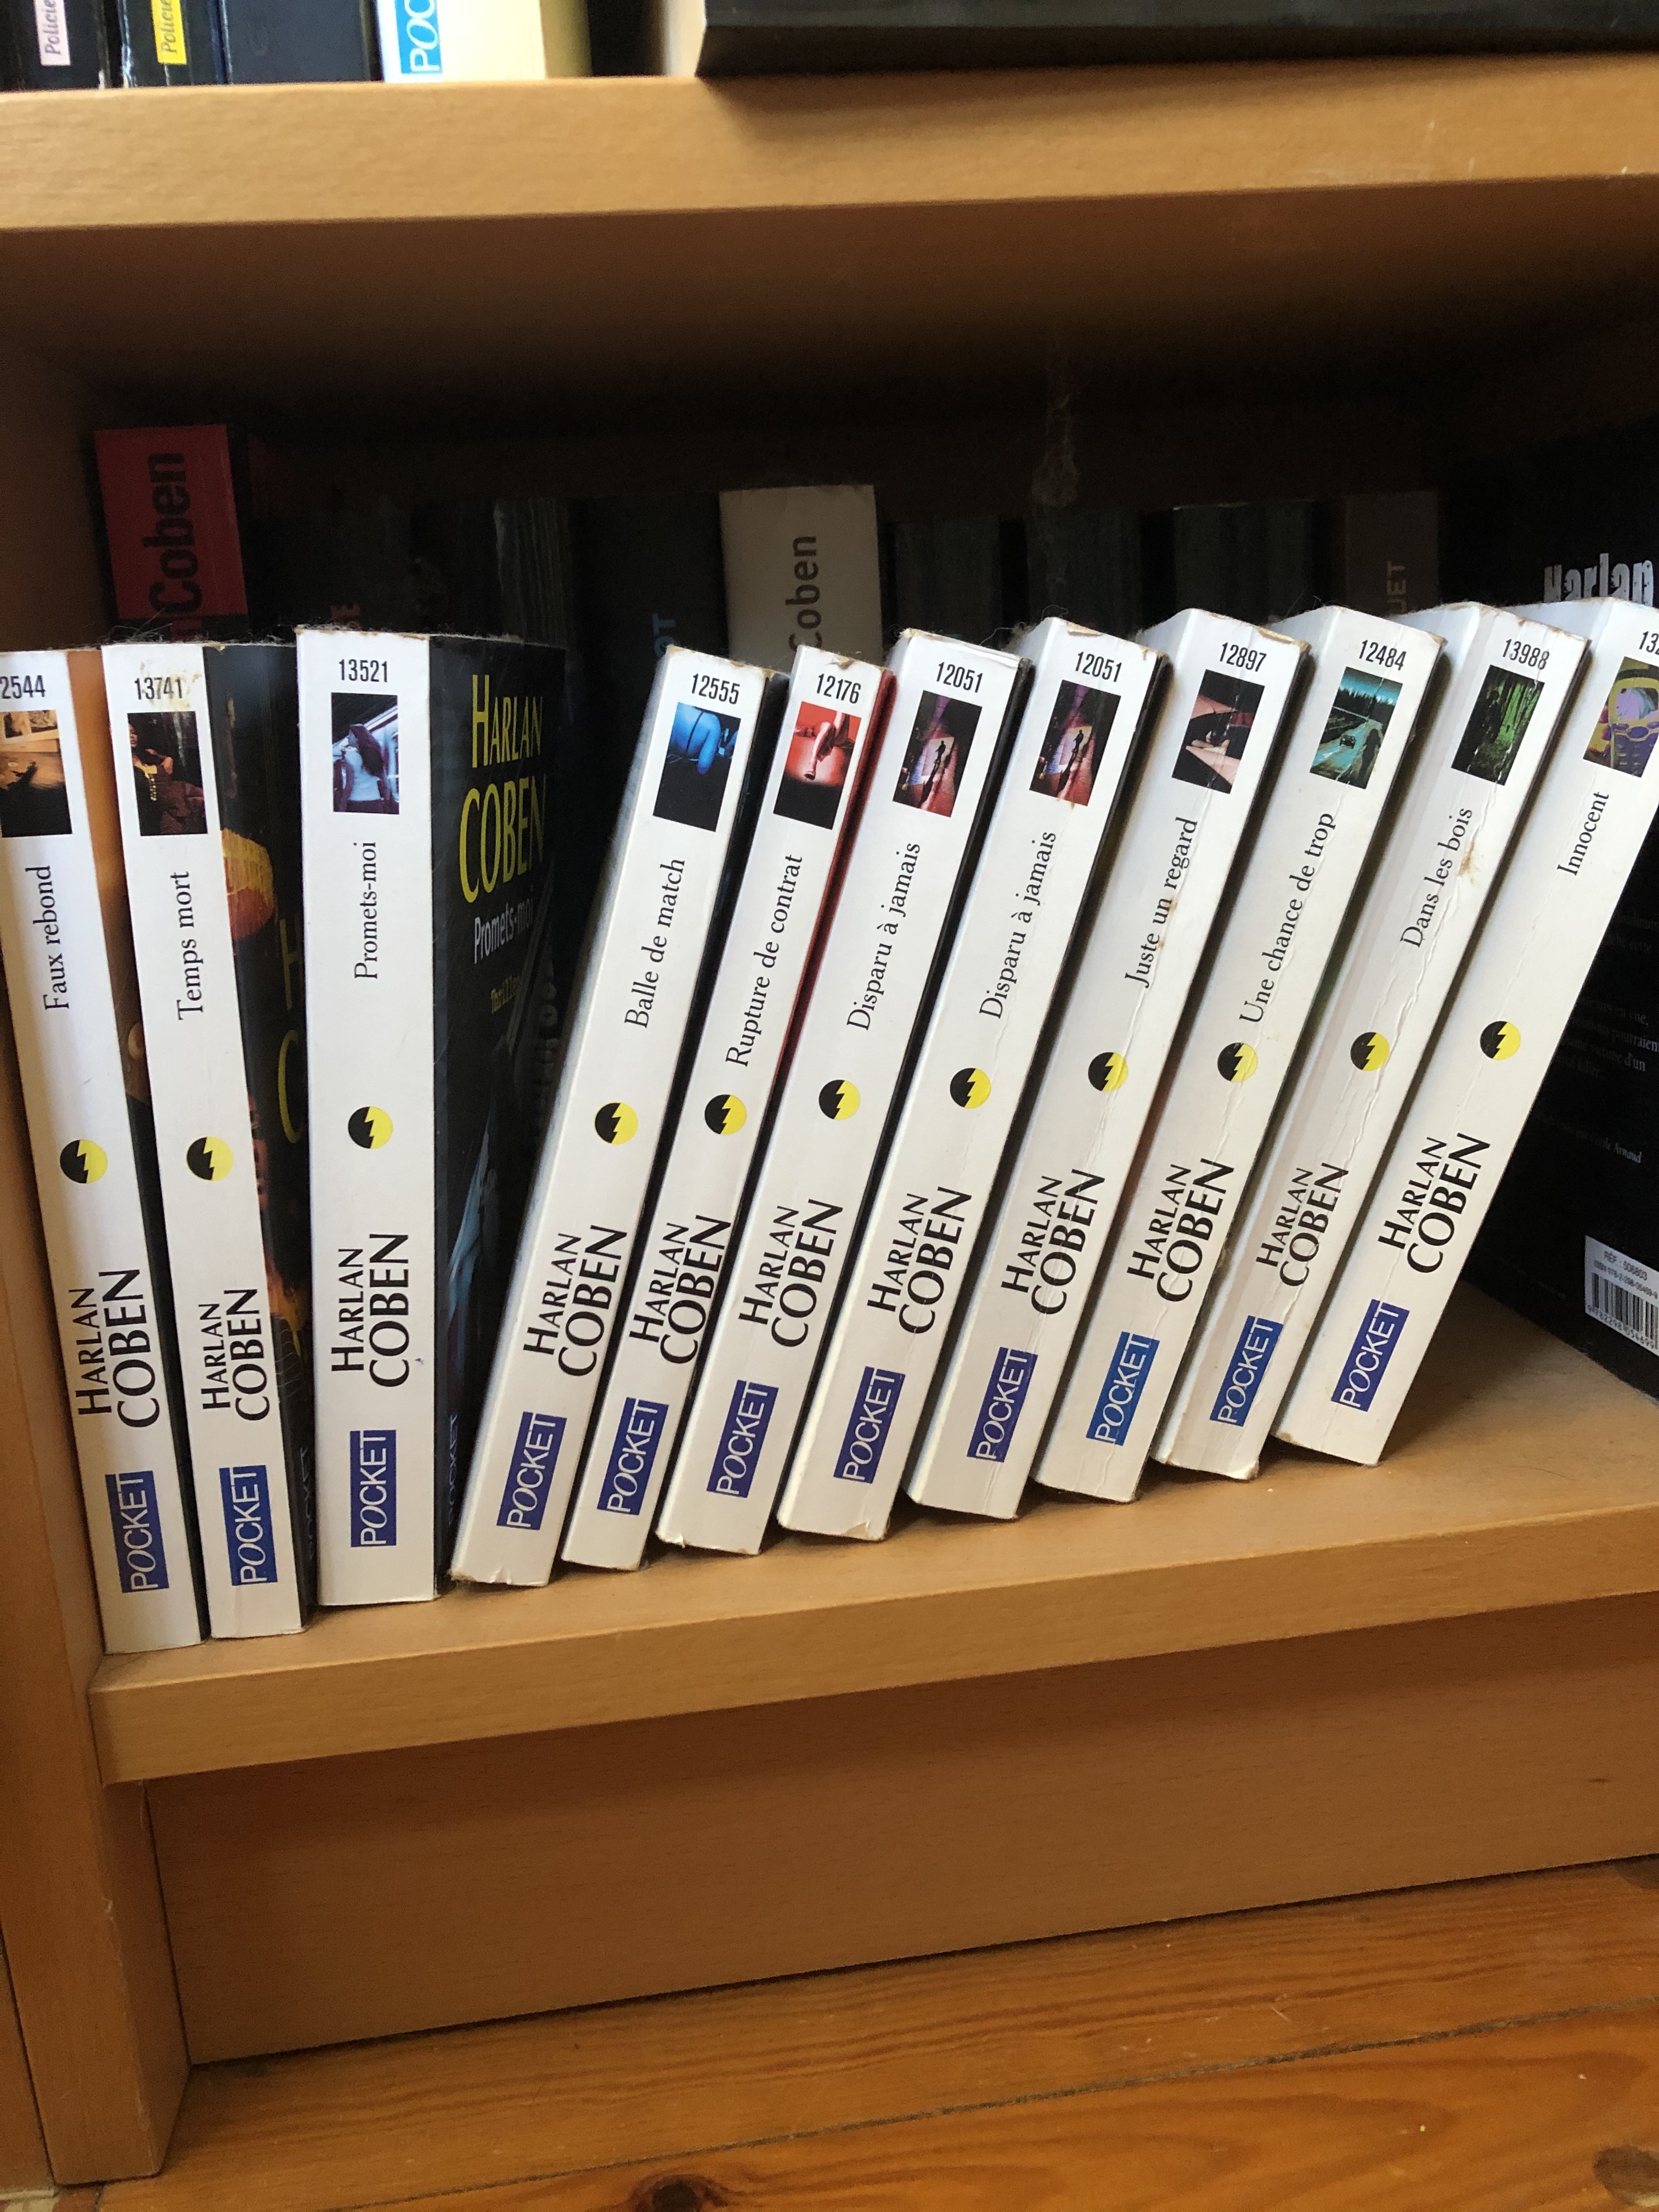 Policie
Policie
POC
Coben
Coben
Harlan
2544
Faux rebond
HARLAN
COBEN
POCKET
13741
Temps mort
HARLAN
COBEN
POCKET
13521
Promets-moi
HARLAN
COBEN
POCKET
HARLAN
COBEN
Promets-moi
12555
Balle de match
HARLAN
COBEN
POCKET
12176
Rupture de contrat
HARLAN
COBEN
POCKET
12051
Disparu à jamais
HARLAN
COBEN
POCKET
12051
Disparu à jamais
HARLAN
COBEN
POCKET
12897
Juste un regard
HARLAN
COBEN
POCKET
12484
Une chance de trop
HARLAN
COBEN
POCKET
13988
Dans les bois
HARLAN
COBEN
POCKET
132
Innocent
HARLAN
COBEN
POCKET